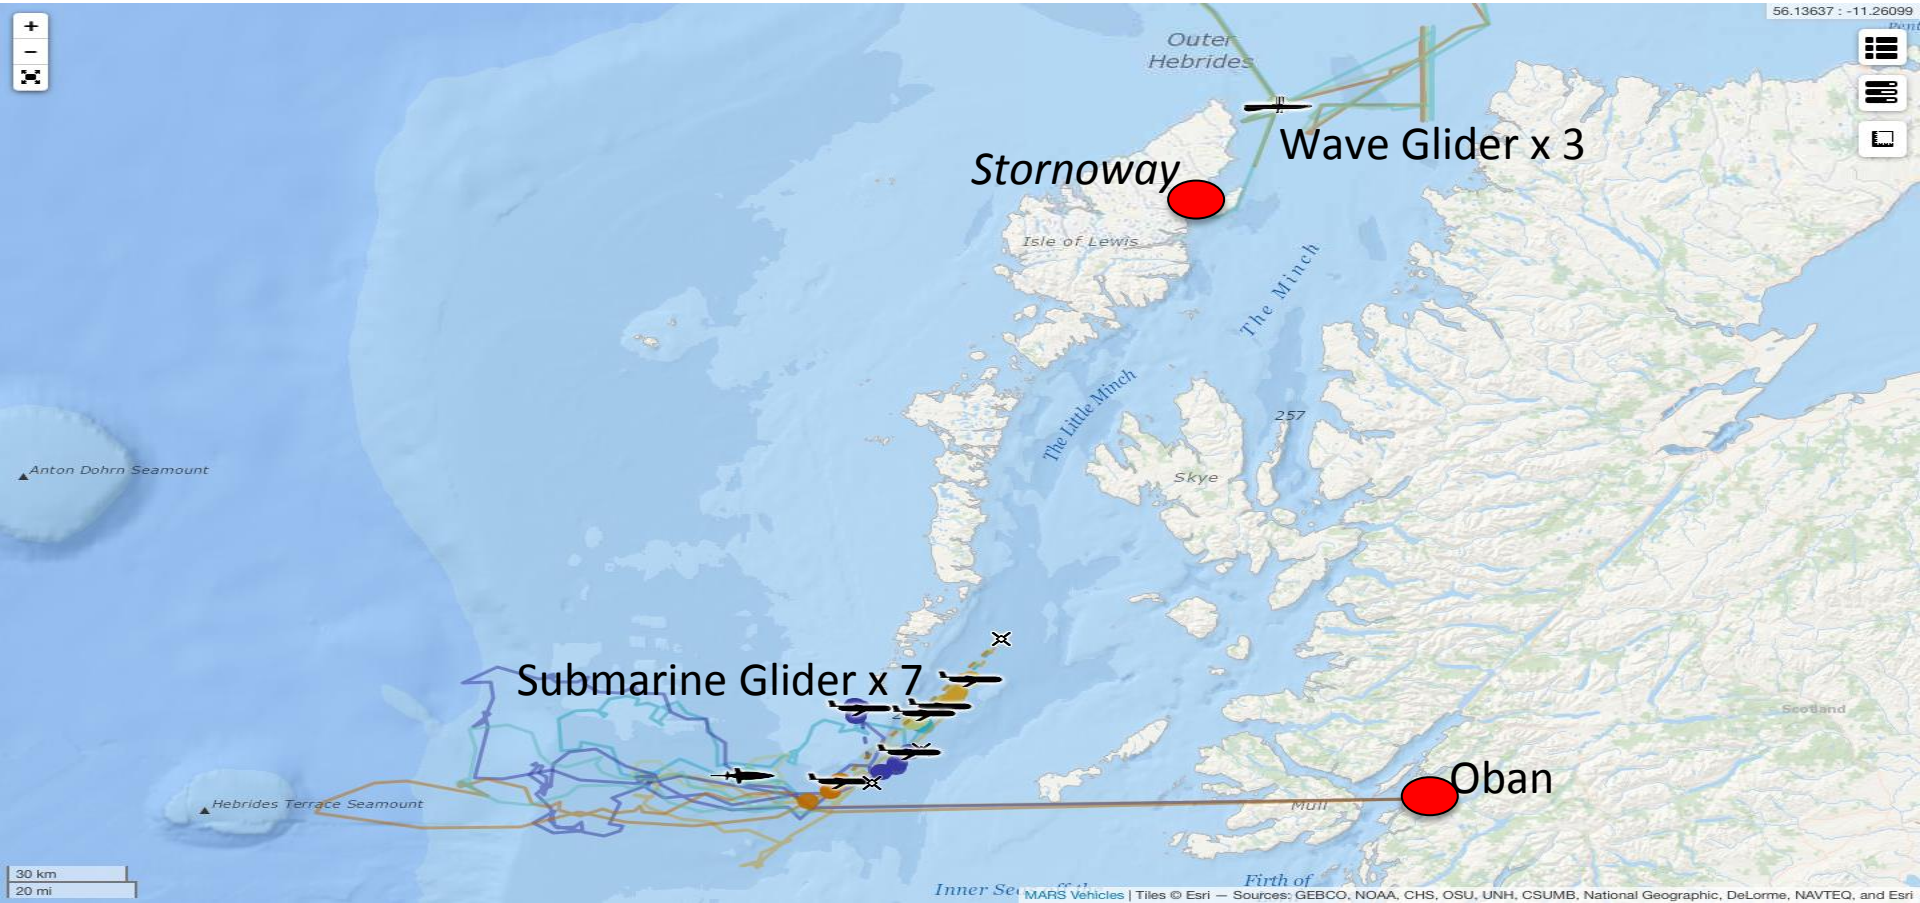 +
−
56.13637 : -11.26099
Outer
Hebrides
Wave Glider x 3
Stornoway
Isle of Lewis
The Minch
The Little Minch
257
Anton Dohrn Seamount
Skye
Submarine Glider x 7
Scotland
Hebrides Terrace Seamount
Mull
Oban
30 km
20 mi
Inner
Firth of
MARS Vehicles | Tiles © Esri — Sources: GEBCO, NOAA, CHS, OSU, UNH, CSUMB, National Geographic, DeLorme, NAVTEQ, and Esri